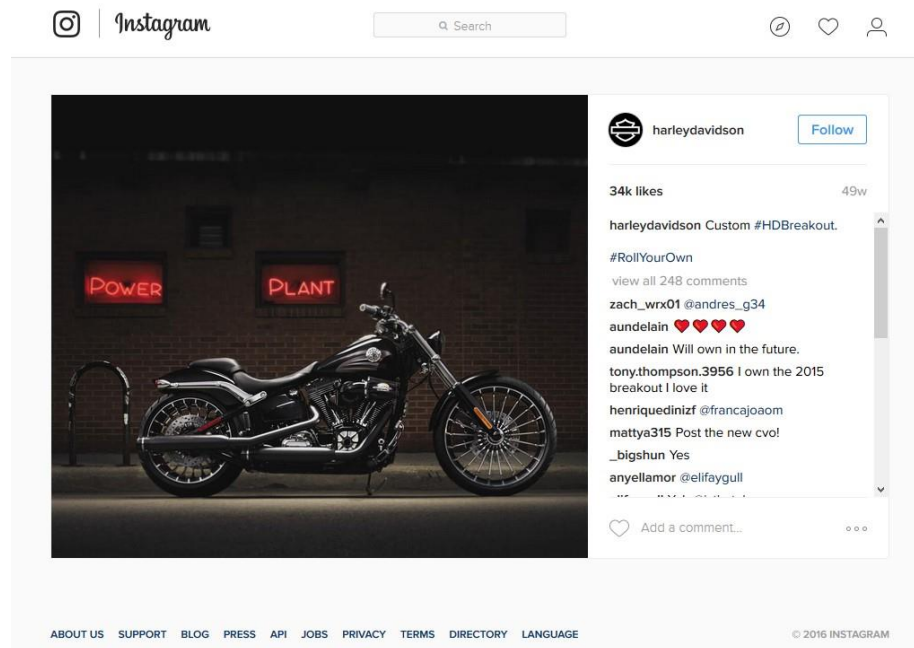 Instagram
Search
POWER
PLANT
harleydavidson
Follow
34k likes
49w
harleydavidson Custom #HDBreakout.
#RollYourOwn
view all 248 comments
zach_wrx01 @andres_g34
aundelain ❤❤❤❤
aundelain Will own in the future.
tony.thompson.3956 I own the 2015
breakout I love it
henriquedinizf @francajoaom
mattya315 Post the new cvo!
_bigshun Yes
anyellamor @elifaygull
Add a comment...
ABOUT US SUPPORT BLOG PRESS API JOBS PRIVACY TERMS DIRECTORY LANGUAGE
© 2016 INSTAGRAM